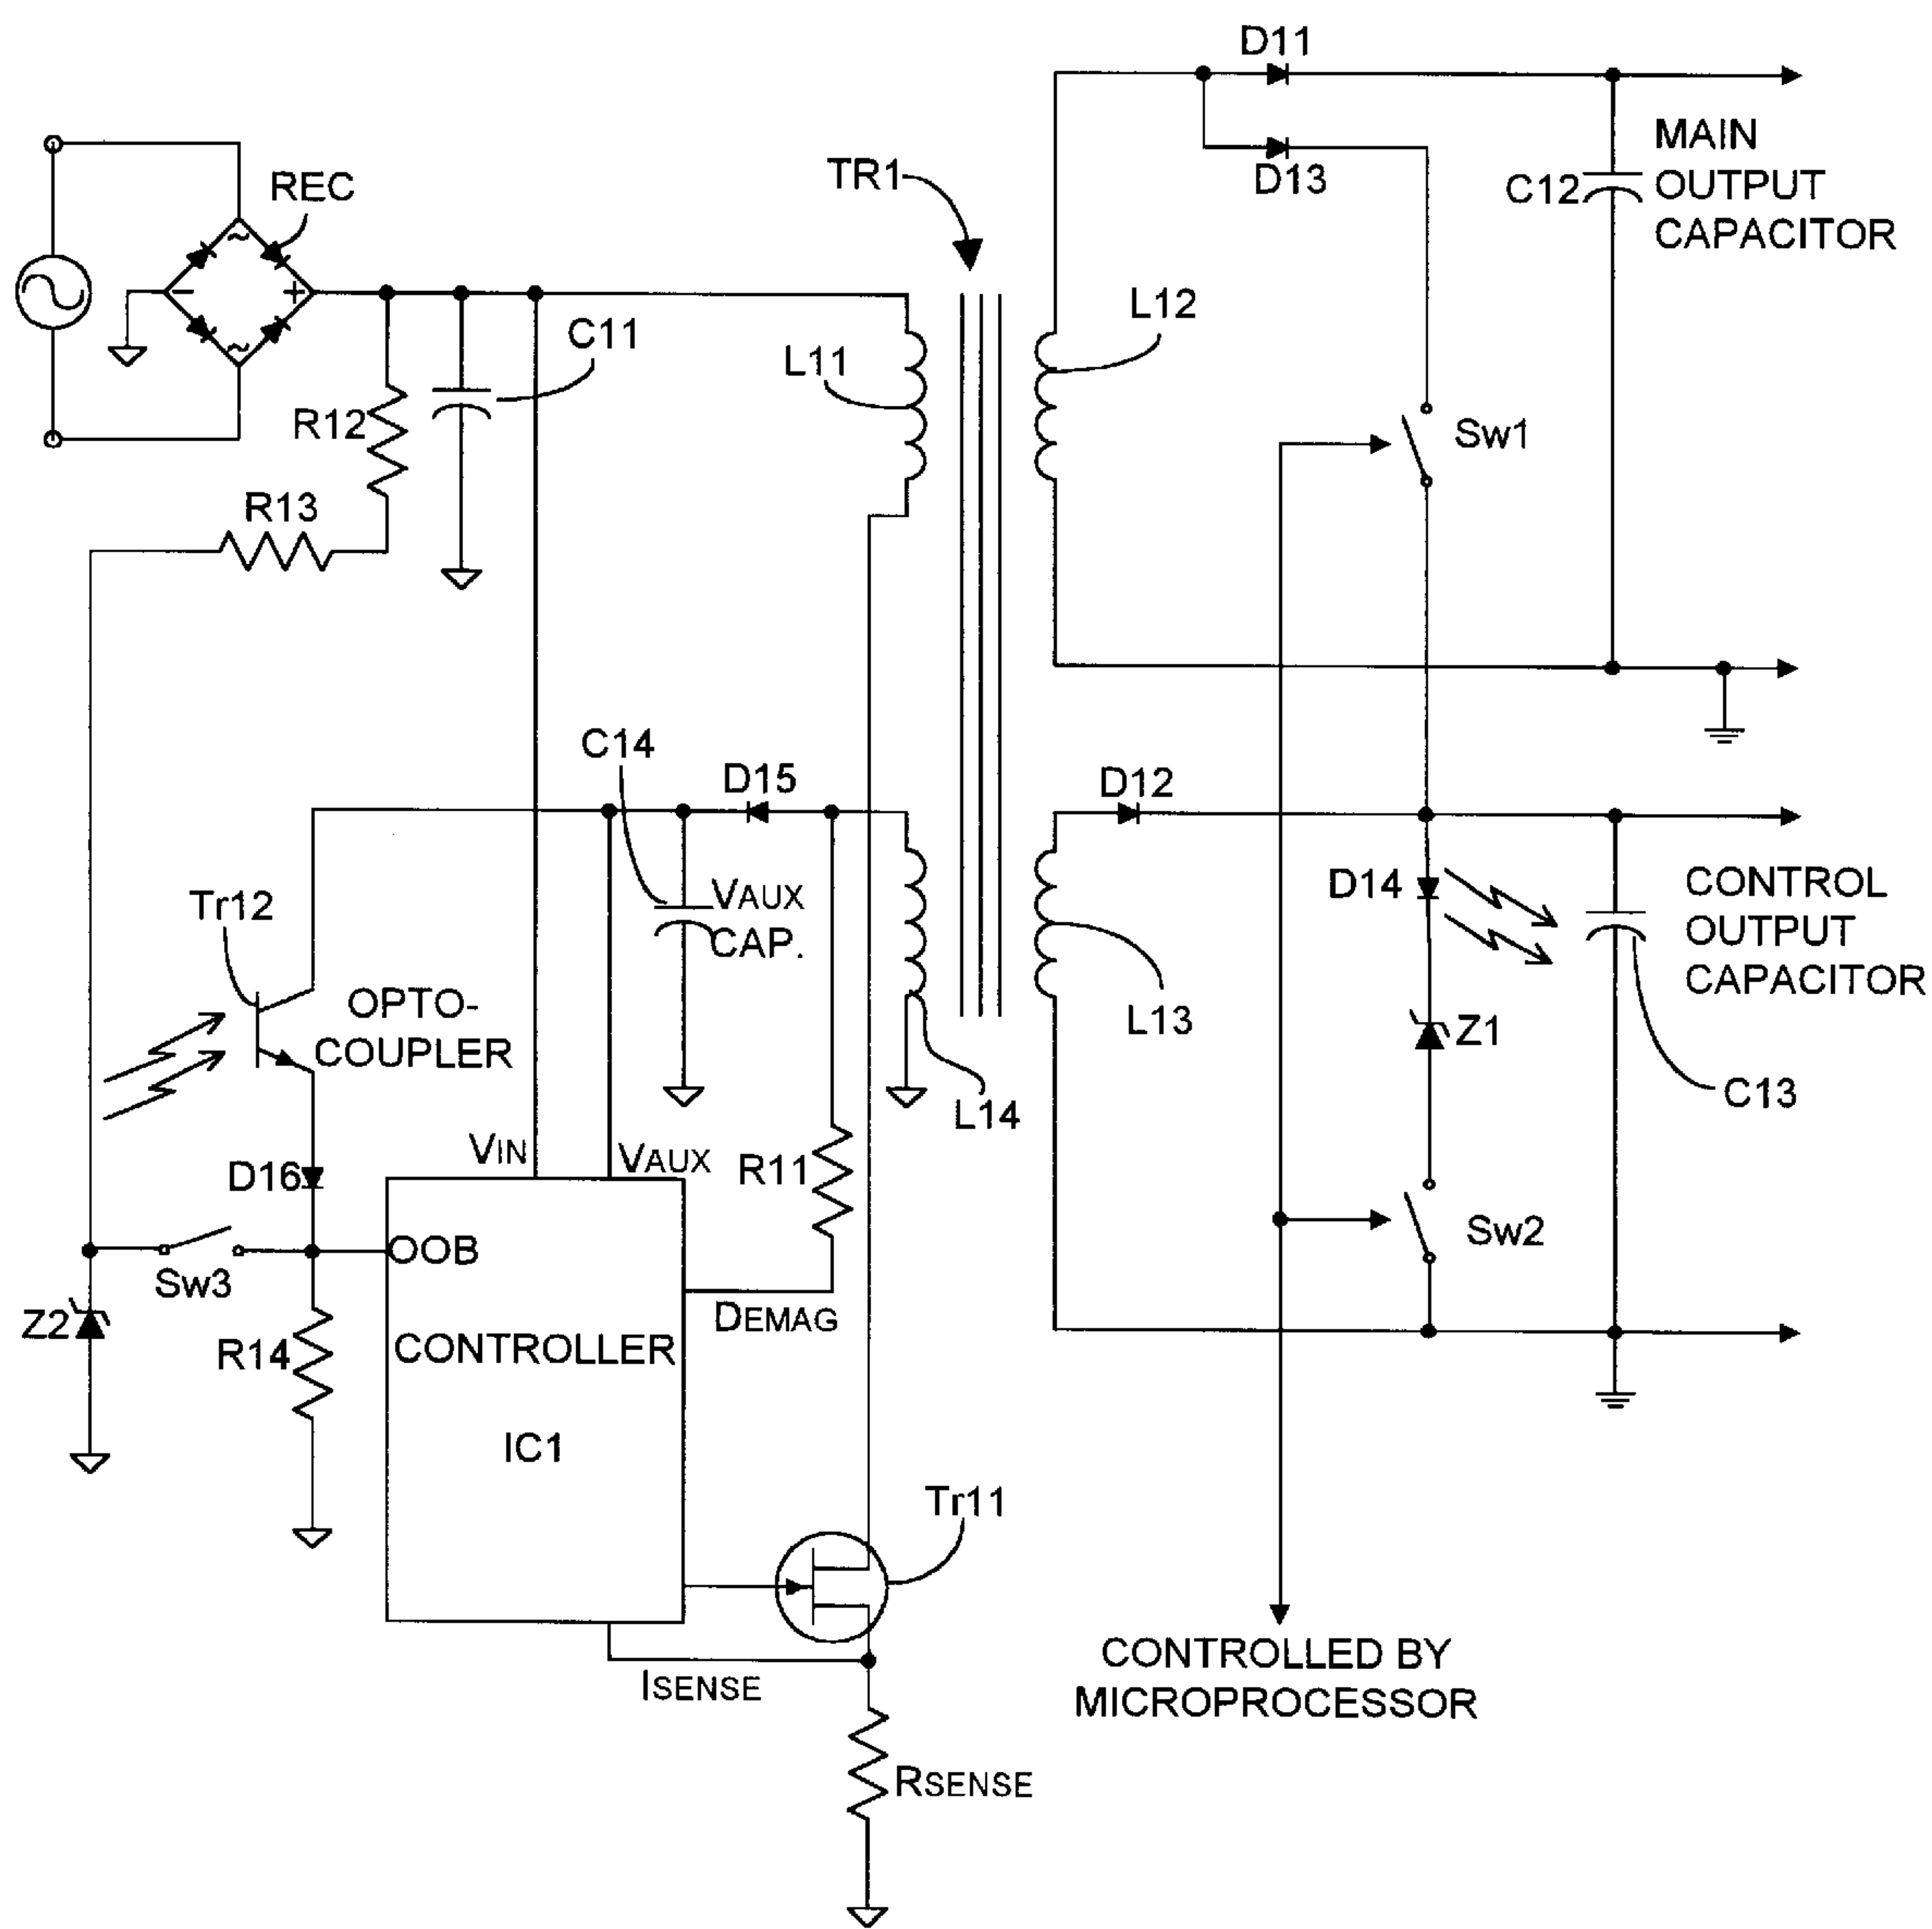 D11
D13
MAIN
OUTPUT
CAPACITOR
C12
TR1
REC
~
+
−
~
C11
L12
L11
R12
Sw1
R13
C14
D15
D12
VAUX
CAP.
D14
CONTROL
OUTPUT
CAPACITOR
Tr12
OPTO-
COUPLER
L13
Z1
C13
L14
VIN
VAUX
R11
D16
OOB
Sw2
Sw3
DEMAG
Z2
R14
CONTROLLER
IC1
Tr11
CONTROLLED BY
MICROPROCESSOR
ISENSE
RSENSE